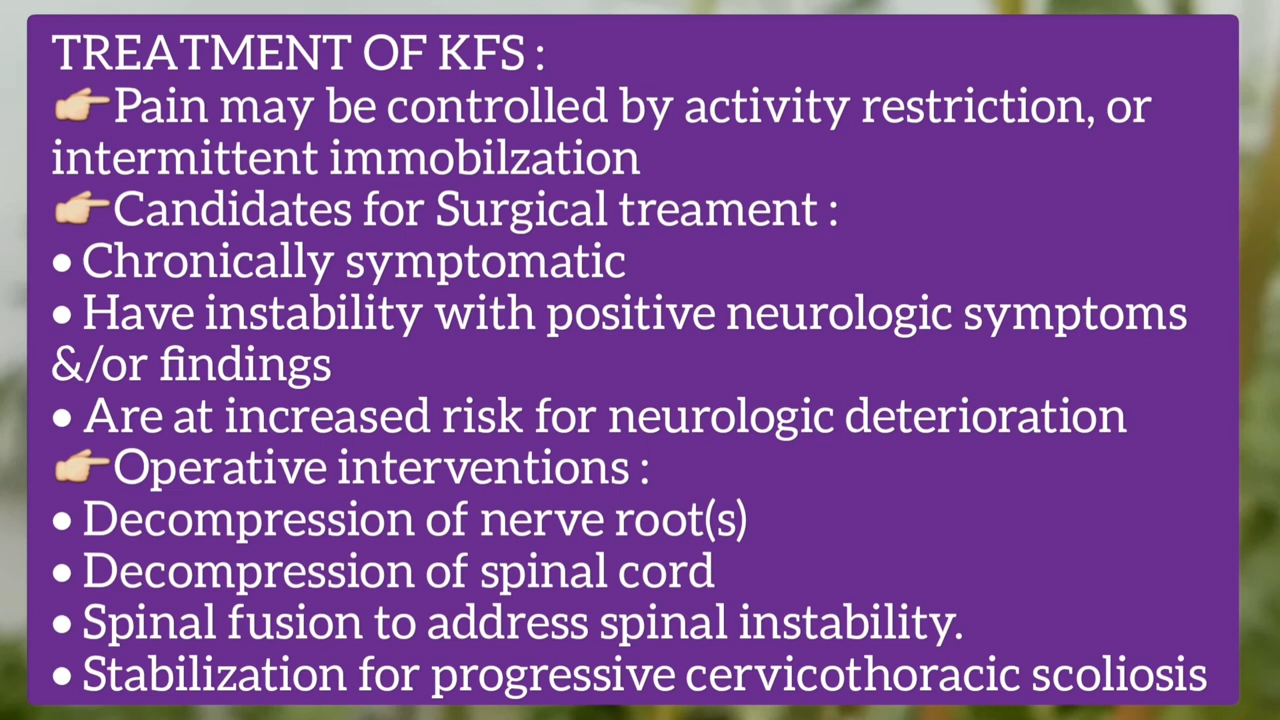 TREATMENT OF KFS :
👉🏼Pain may be controlled by activity restriction, or
intermittent immobilzation
👉🏼Candidates for Surgical treament :
• Chronically symptomatic
• Have instability with positive neurologic symptoms
&/or findings
• Are at increased risk for neurologic deterioration
👉🏼Operative interventions :
• Decompression of nerve root(s)
• Decompression of spinal cord
• Spinal fusion to address spinal instability.
• Stabilization for progressive cervicothoracic scoliosis